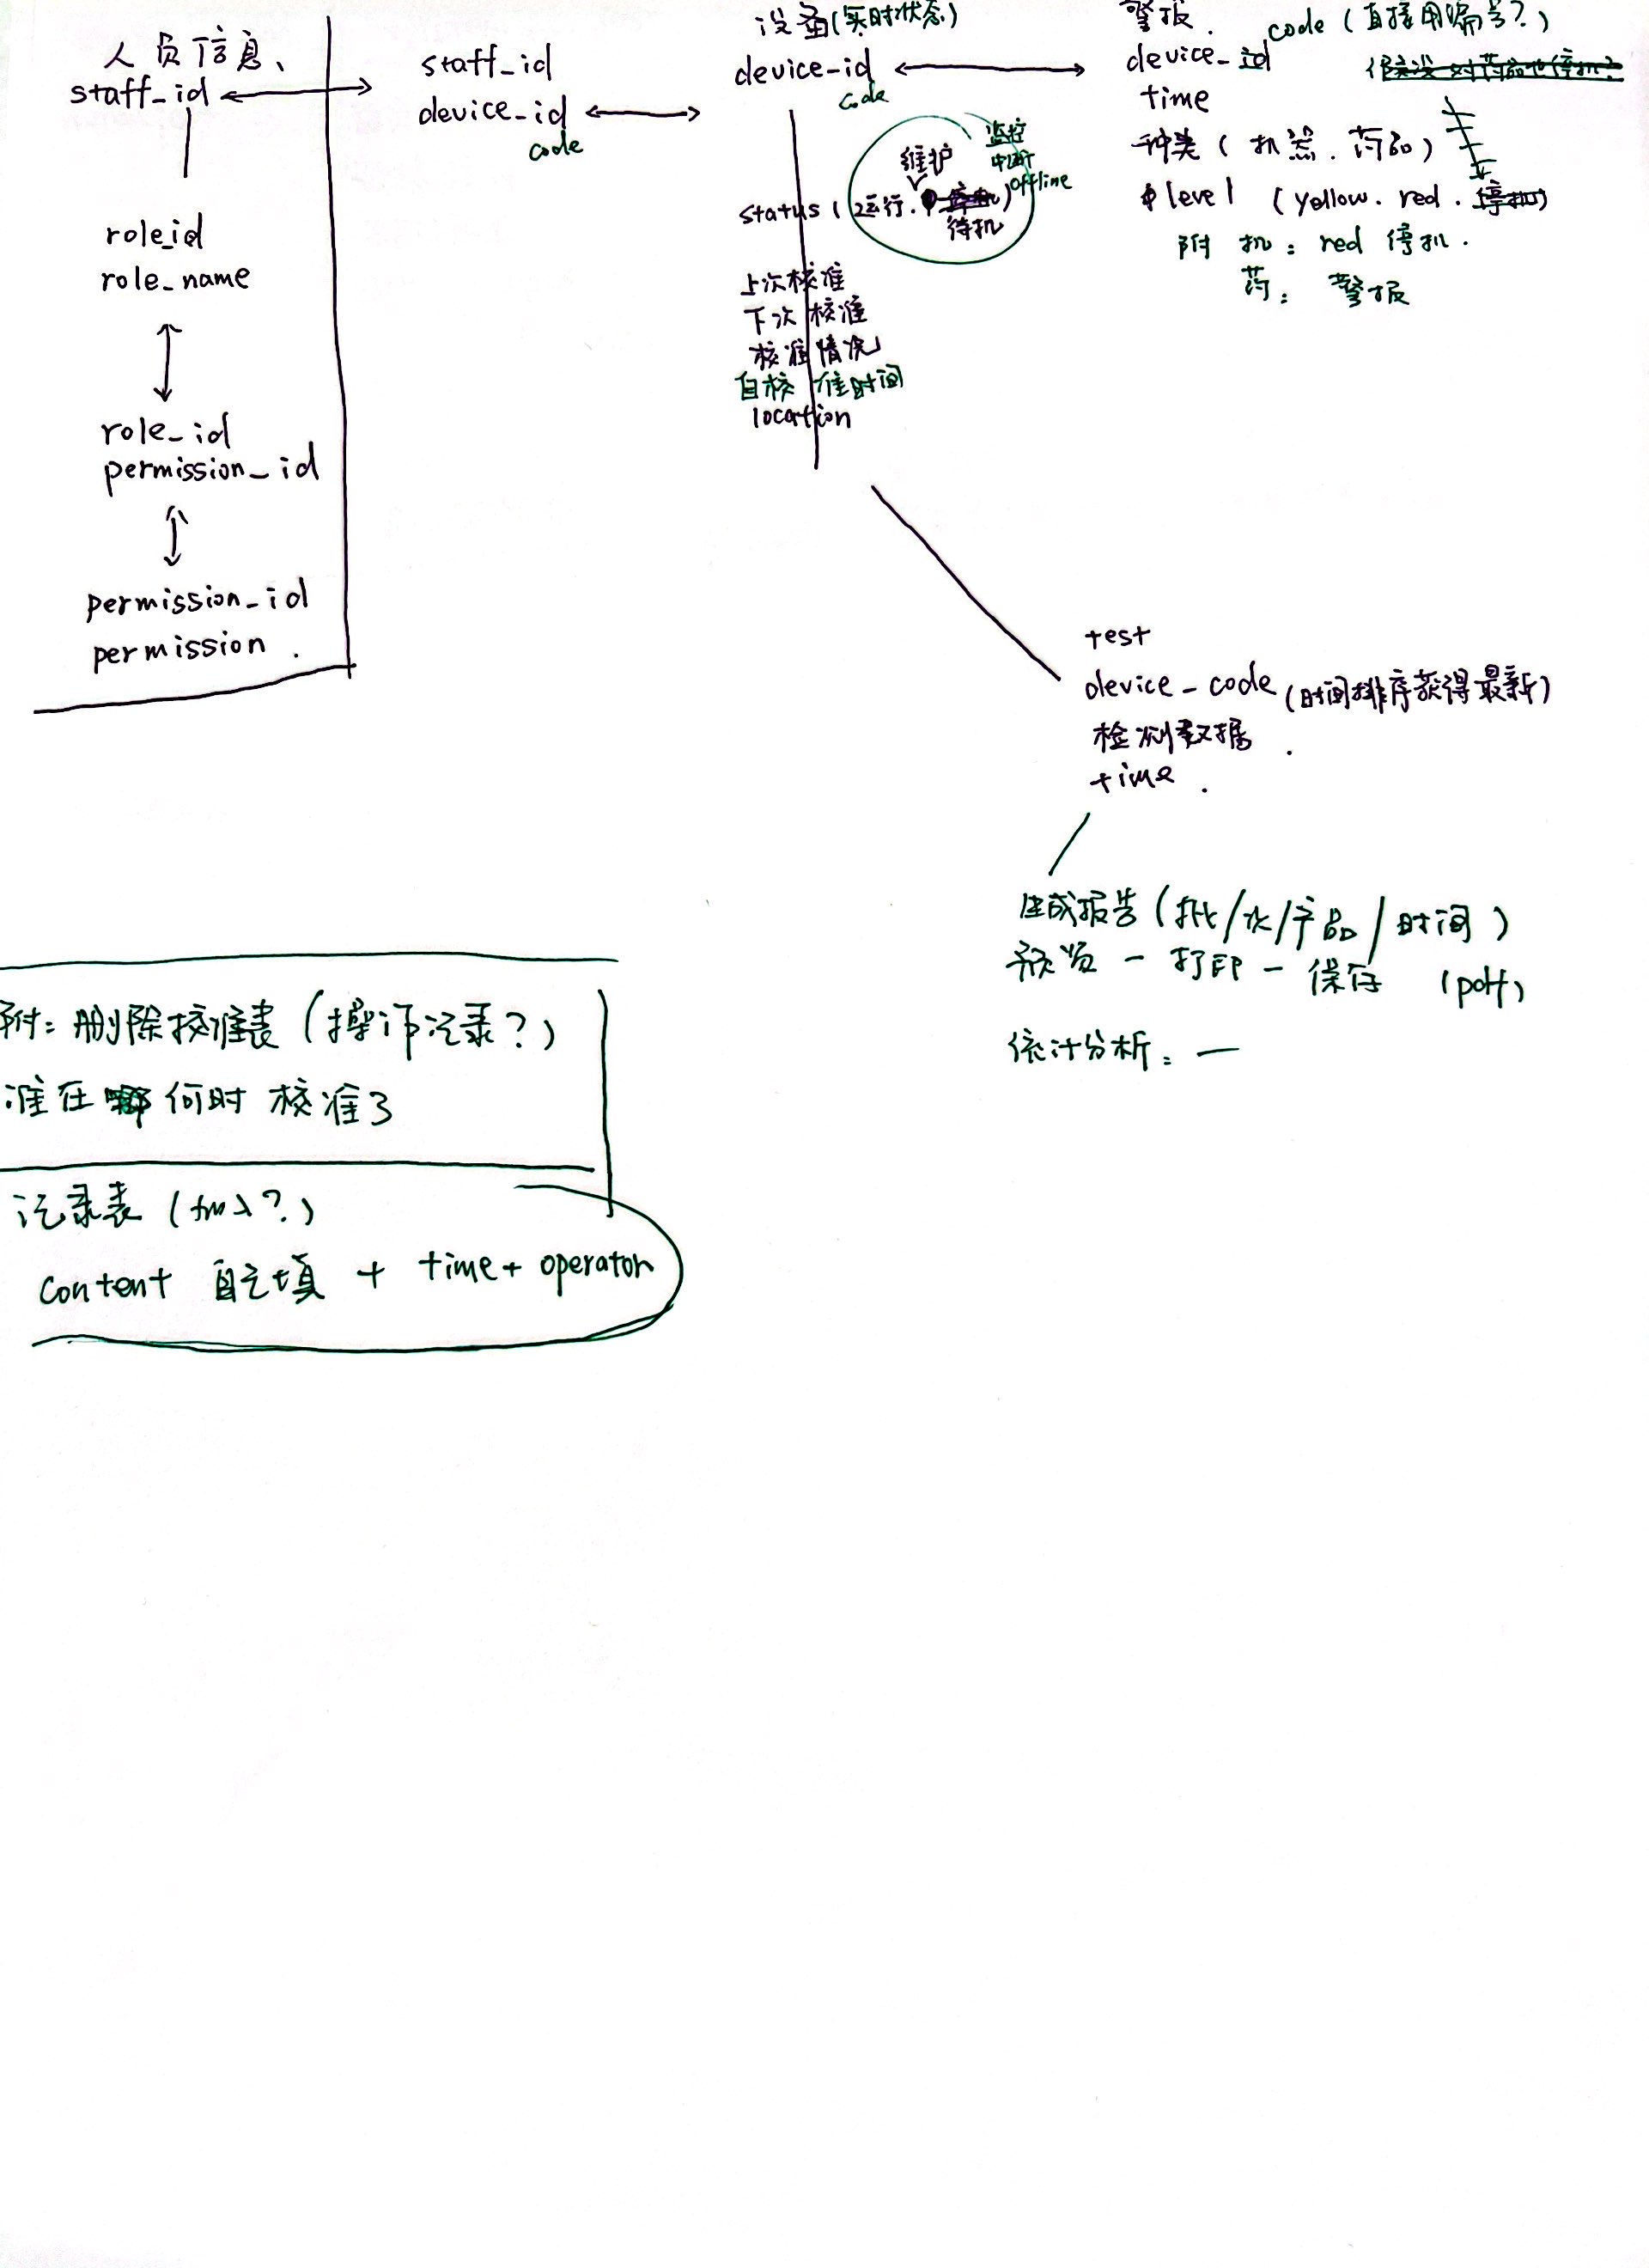 人员信息、
staff_id
role_id
role_name
role_id
permission_id
permission_id
permission .
staff_id
device_id
code
设备(实时状态)
device-id
code
维护
监控
中断
offline
status ( 运行.
待机
上次校准
下次校准
校准情况
自校准时间
location
警报.
code (直接用编号?)
device_id
time
种类 ( 机器. 药品 )
level (yellow. red. 停机)
附 机: red 停机.
药: 警报
test
device-code (时间排序获得最新)
检测数据 .
time .
生成报告 (批/次/产品/时间)
预览 - 打印 - 保存 (pdf)
统计分析: —
附: 删除校准表 (操作记录?)
谁在 何时 校准了
记录表
content 自己填 + time + operator